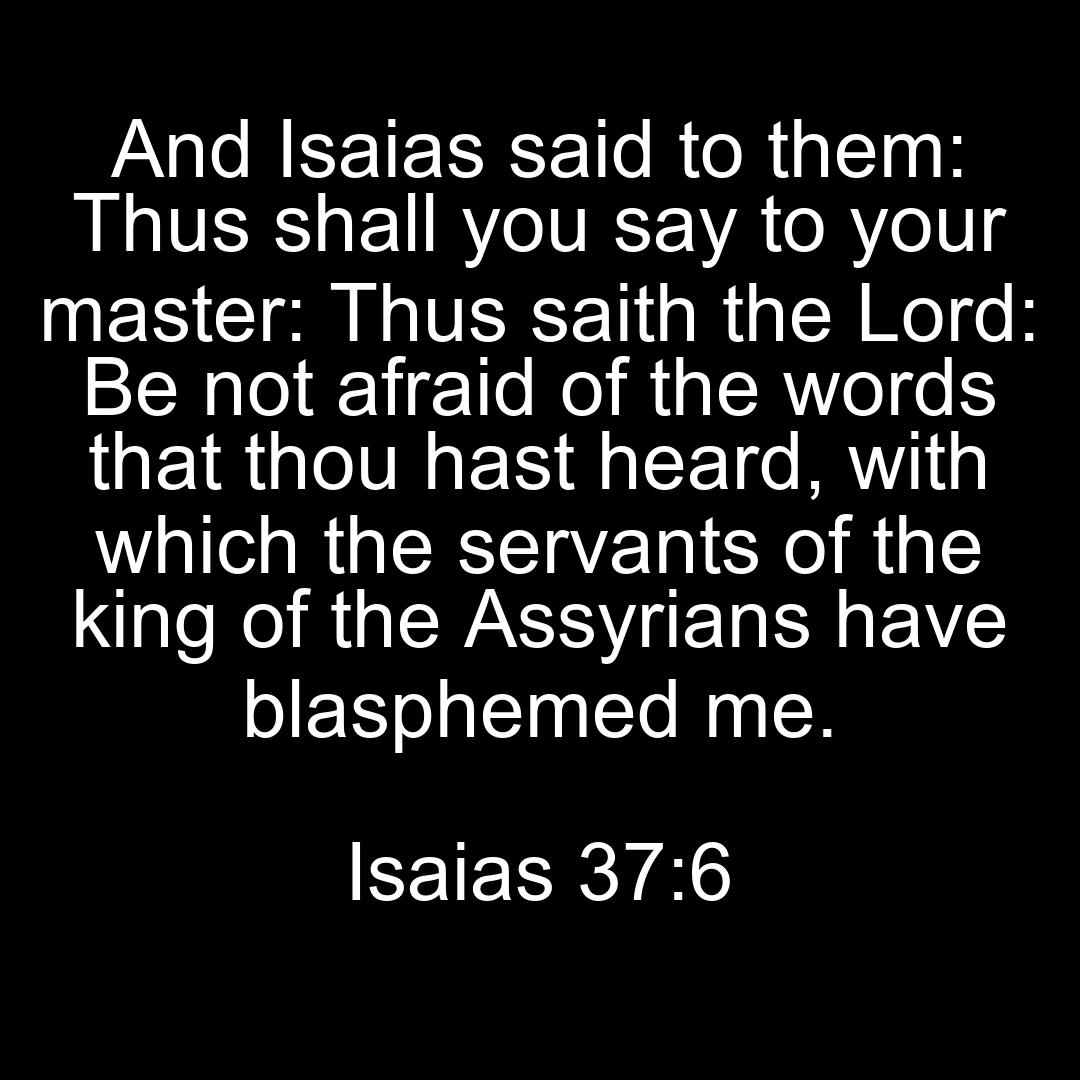 And Isaias said to them:
Thus shall you say to your
master: Thus saith the Lord:
Be not afraid of the words
that thou hast heard, with
which the servants of the
king of the Assyrians have
blasphemed me.
Isaias 37:6